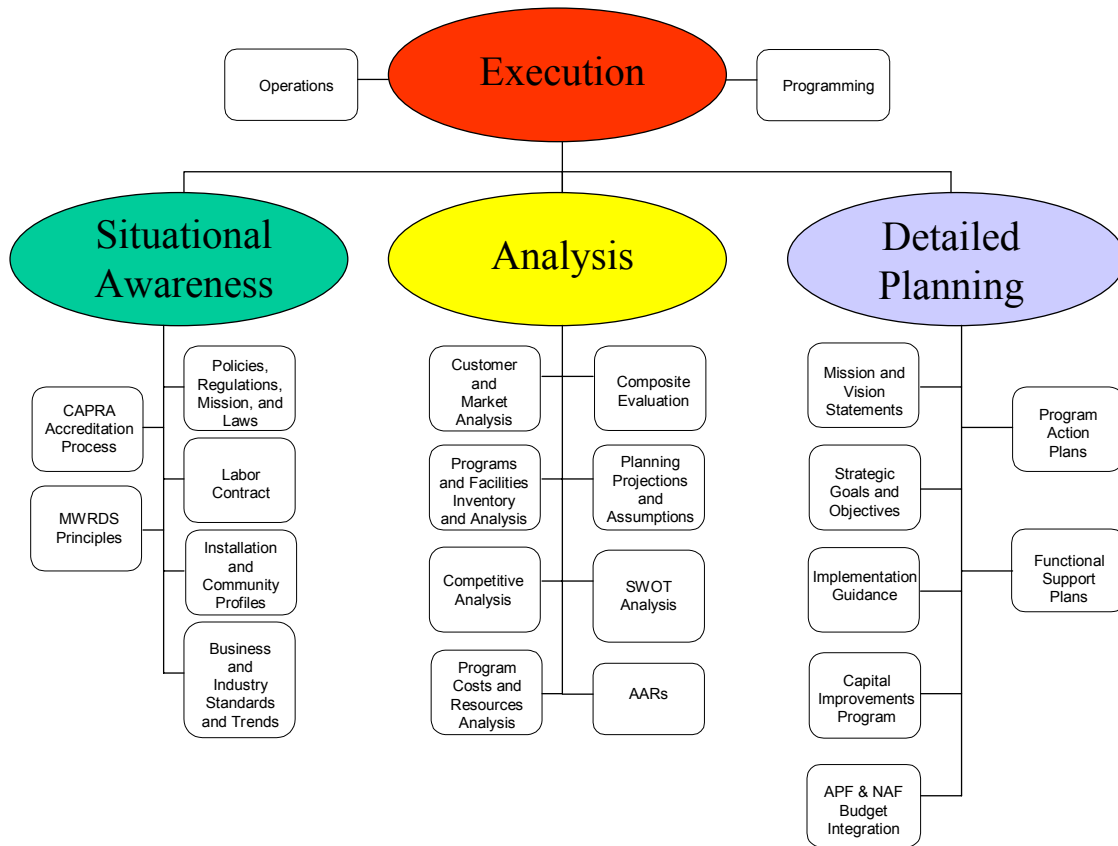 Execution
Operations
Programming
Situational
Awareness
Analysis
Detailed
Planning
Policies,
Regulations,
Mission, and
Laws
CAPRA
Accreditation
Process
Labor
Contract
MWRDS
Principles
Installation
and
Community
Profiles
Business
and
Industry
Standards
and Trends
Customer
and
Market
Analysis
Composite
Evaluation
Programs
and Facilities
Inventory
and Analysis
Planning
Projections
and
Assumptions
Competitive
Analysis
SWOT
Analysis
Program
Costs and
Resources
Analysis
AARs
Mission and
Vision
Statements
Program
Action
Plans
Strategic
Goals and
Objectives
Implementation
Guidance
Functional
Support
Plans
Capital
Improvements
Program
APF & NAF
Budget
Integration